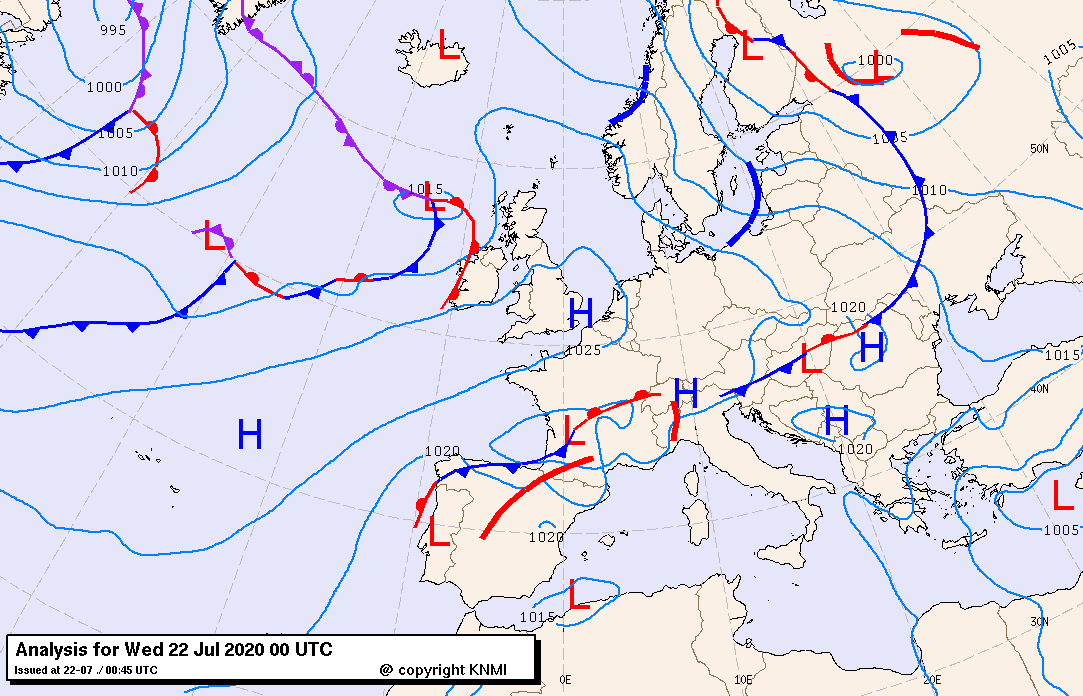 995
L
1000
L
1005
1000
L
1005
50N
1005
1010
1015
L
1010
L
H
1020
1025
L
H
1015
40N
H
H
L
H
1020
1020
L
L
1020
1005
L
1015
30N
Analysis for Wed 22 Jul 2020 00 UTC
Issued at 22-07 ./ 00:45 UTC
@ copyright KNMI
0E
10E
20E